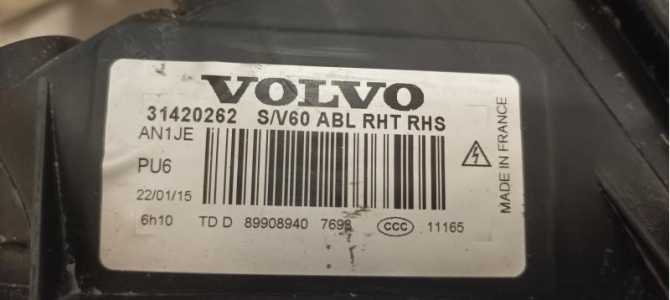 VOLVO
31420262 S/V60 ABL RHT RHS
AN1JE
PU6
22/01/15
6h10 TD D 89908940 7698 CCC 11165
MADE IN FRANCE